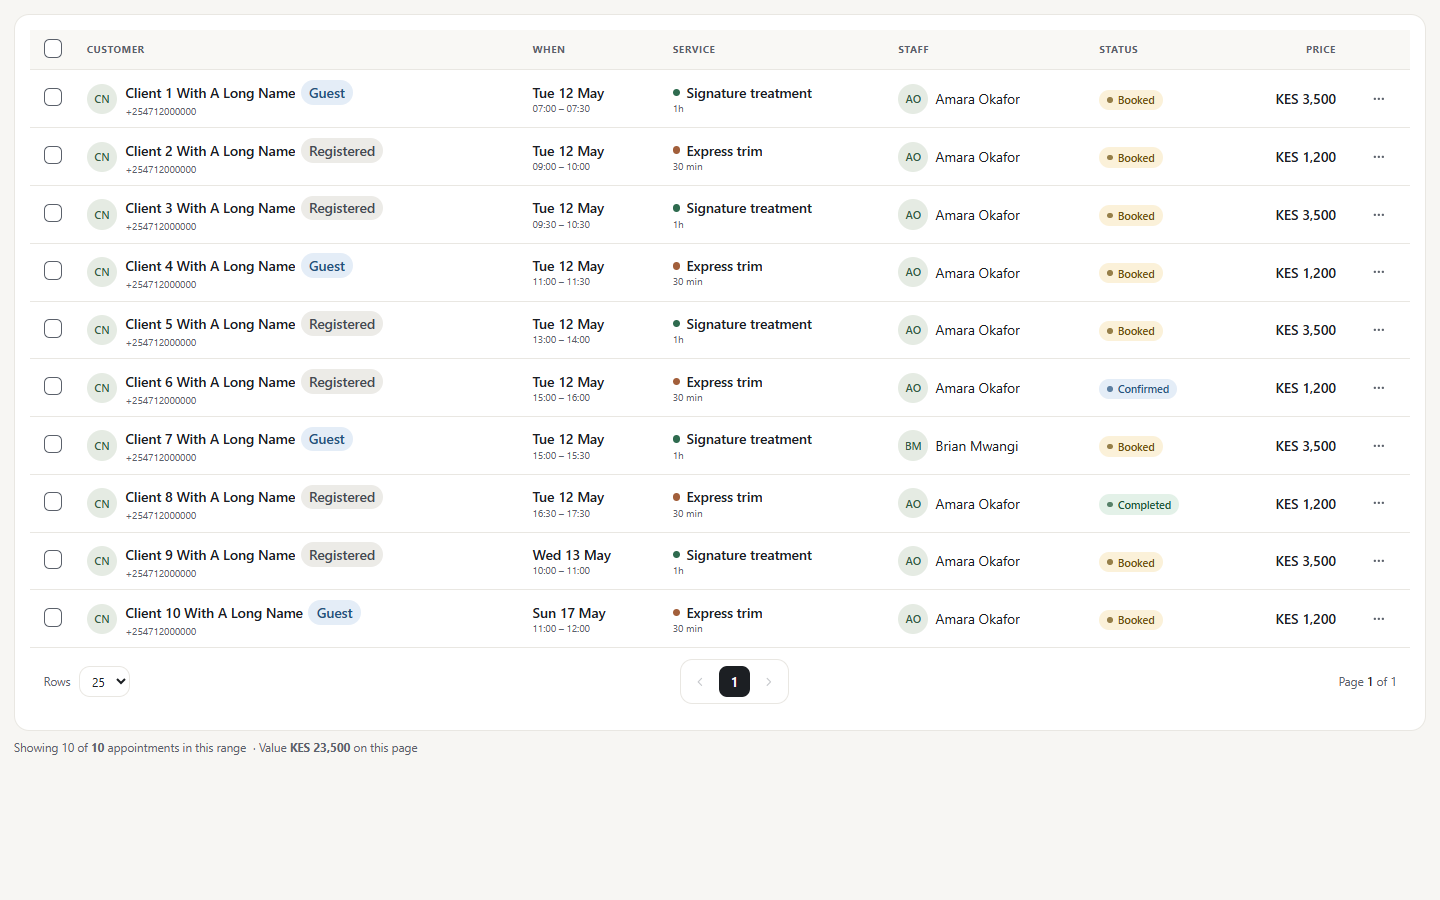 CUSTOMER WHEN SERVICE STAFF STATUS PRICE
CN Client 1 With A Long Name Guest Tue 12 May Signature treatment AO Amara Okafor Booked KES 3,500 ...
+254712000000 07:00 – 07:30 1h
CN Client 2 With A Long Name Registered Tue 12 May Express trim AO Amara Okafor Booked KES 1,200 ...
+254712000000 09:00 – 10:00 30 min
CN Client 3 With A Long Name Registered Tue 12 May Signature treatment AO Amara Okafor Booked KES 3,500 ...
+254712000000 09:30 – 10:30 1h
CN Client 4 With A Long Name Guest Tue 12 May Express trim AO Amara Okafor Booked KES 1,200 ...
+254712000000 11:00 – 11:30 30 min
CN Client 5 With A Long Name Registered Tue 12 May Signature treatment AO Amara Okafor Booked KES 3,500 ...
+254712000000 13:00 – 14:00 1h
CN Client 6 With A Long Name Registered Tue 12 May Express trim AO Amara Okafor Confirmed KES 1,200 ...
+254712000000 15:00 – 16:00 30 min
CN Client 7 With A Long Name Guest Tue 12 May Signature treatment BM Brian Mwangi Booked KES 3,500 ...
+254712000000 15:00 – 15:30 1h
CN Client 8 With A Long Name Registered Tue 12 May Express trim AO Amara Okafor Completed KES 1,200 ...
+254712000000 16:30 – 17:30 30 min
CN Client 9 With A Long Name Registered Wed 13 May Signature treatment AO Amara Okafor Booked KES 3,500 ...
+254712000000 10:00 – 11:00 1h
CN Client 10 With A Long Name Guest Sun 17 May Express trim AO Amara Okafor Booked KES 1,200 ...
+254712000000 11:00 – 12:00 30 min
Rows 25 ‹ 1 › Page 1 of 1
Showing 10 of 10 appointments in this range · Value KES 23,500 on this page